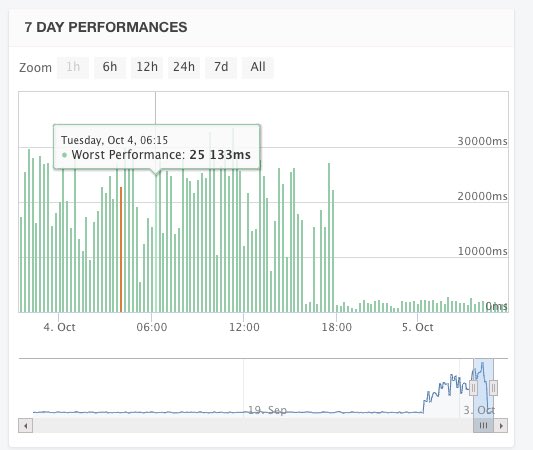 7 DAY PERFORMANCES
Zoom 1h 6h 12h 24h 7d All
Tuesday, Oct 4, 06:15
Worst Performance: 25 133ms
30000ms
20000ms
10000ms
0ms
4. Oct 06:00 12:00 18:00 5. Oct
19. Sep 3. Oct